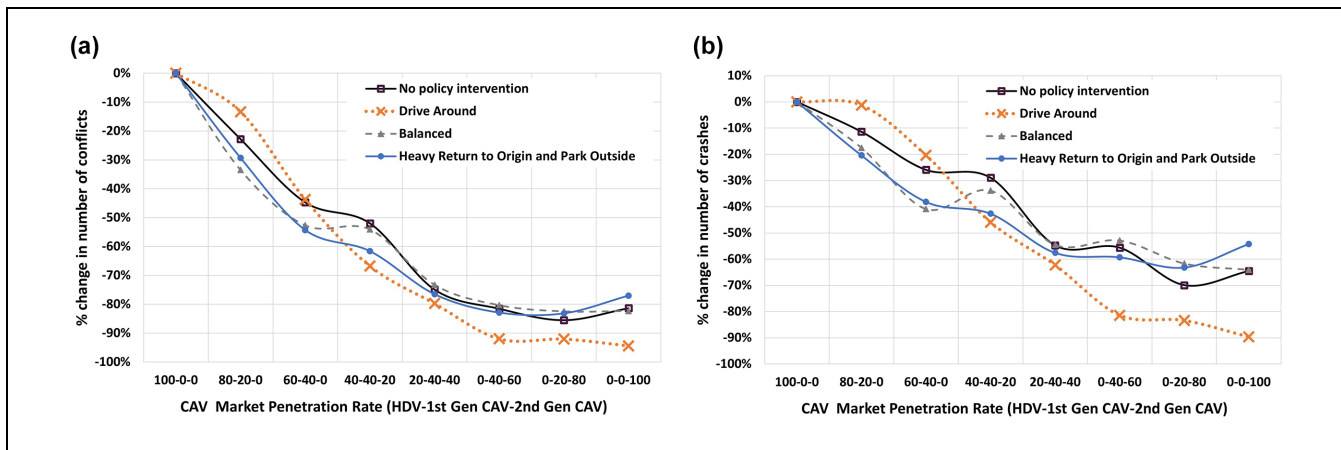 (a)
0%
-10%
-20%
-30%
-40%
-50%
-60%
-70%
-80%
-90%
-100%
% change in number of conflicts
No policy intervention
Drive Around
Balanced
Heavy Return to Origin and Park Outside
100-0-0 80-20-0 60-40-0 40-40-20 20-40-40 0-40-60 0-20-80 0-0-100
CAV Market Penetration Rate (HDV-1st Gen CAV-2nd Gen CAV)
(b)
10%
0%
-10%
-20%
-30%
-40%
-50%
-60%
-70%
-80%
-90%
-100%
% change in number of crashes
No policy intervention
Drive Around
Balanced
Heavy Return to Origin and Park Outside
100-0-0 80-20-0 60-40-0 40-40-20 20-40-40 0-40-60 0-20-80 0-0-100
CAV Market Penetration Rate (HDV-1st Gen CAV-2nd Gen CAV)